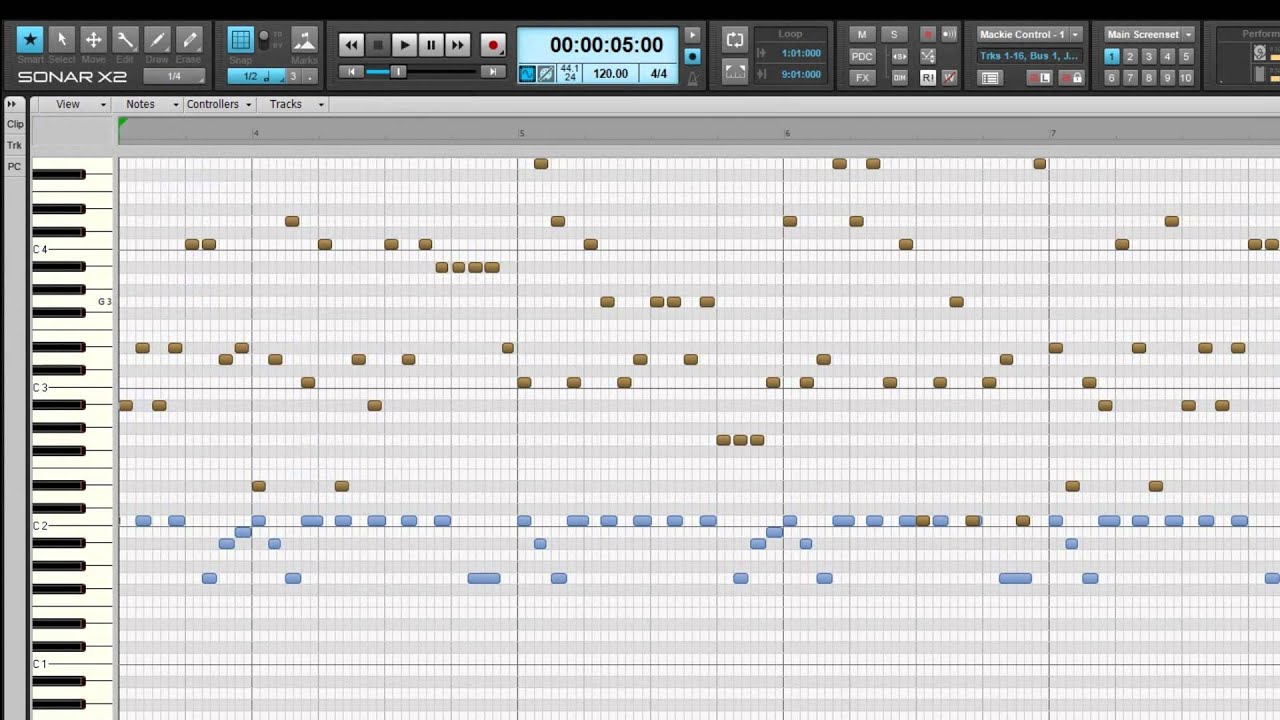 Smart Select Move Edit Draw Erase
SONAR X2
1/4
TO
BY
Snap
Marks
1/2
3
00:00:05:00
44.1
24
120.00
4/4
Loop
1:01:000
9:01:000
M
S
PDC
FX
DIM
R!
Mackie Control - 1
Trks 1-16, Bus 1, J...
L
Main Screenset
1 2 3 4 5
6 7 8 9 10
Perform
View
Notes
Controllers
Tracks
Clip
Trk
PC
4
5
6
7
C 4
G 3
C 3
C 2
C 1